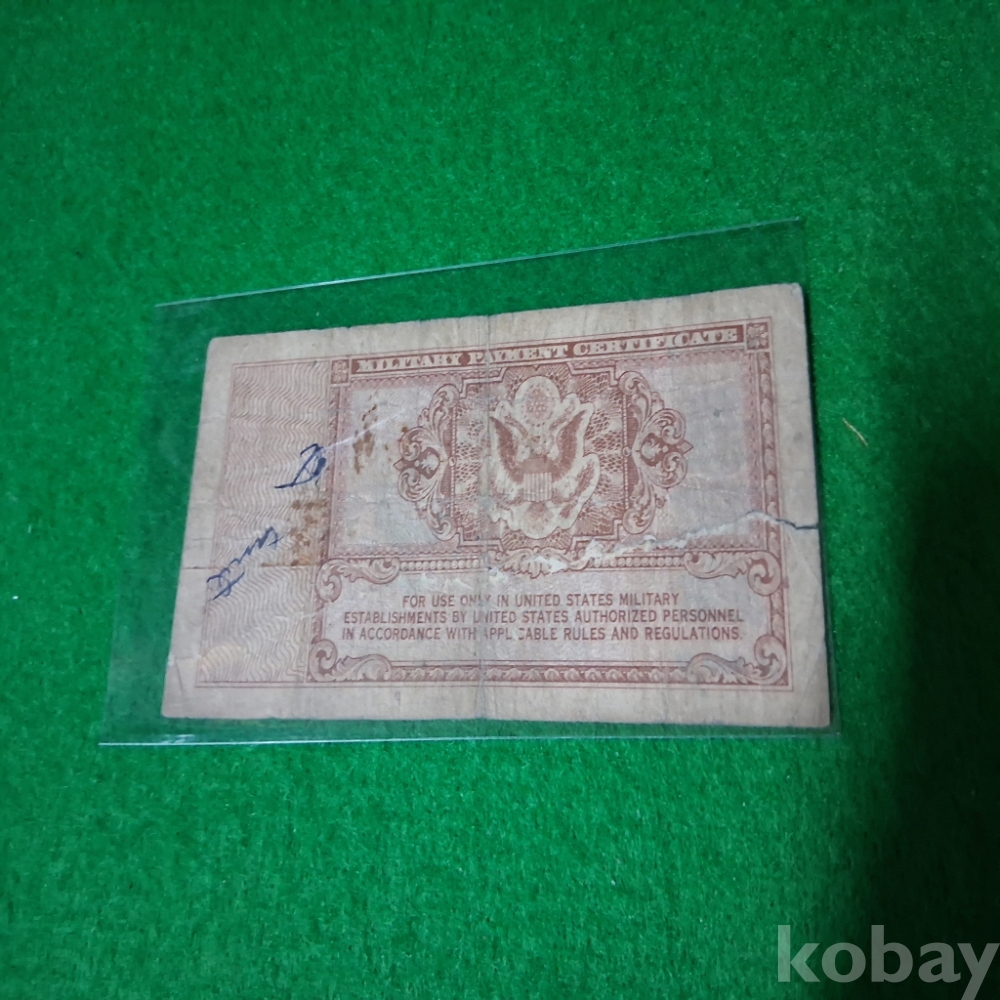 MILITARY PAYMENT CERTIFICATE
FOR USE ONLY IN UNITED STATES MILITARY
ESTABLISHMENTS BY UNITED STATES AUTHORIZED PERSONNEL
IN ACCORDANCE WITH APPLICABLE RULES AND REGULATIONS.
kobay